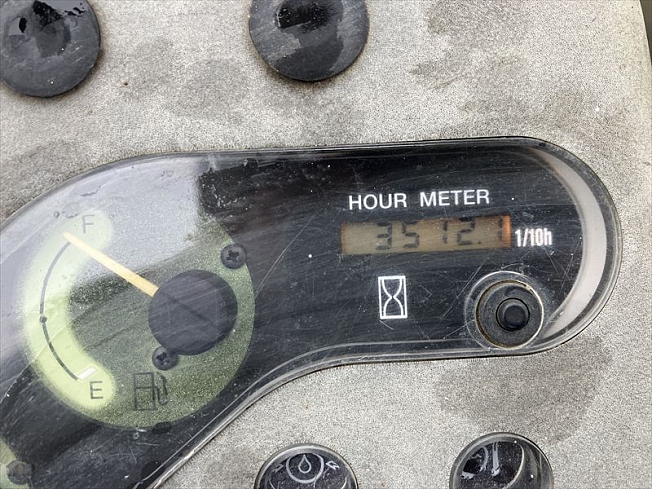 HOUR METER
3512.1 1/10h
F
E